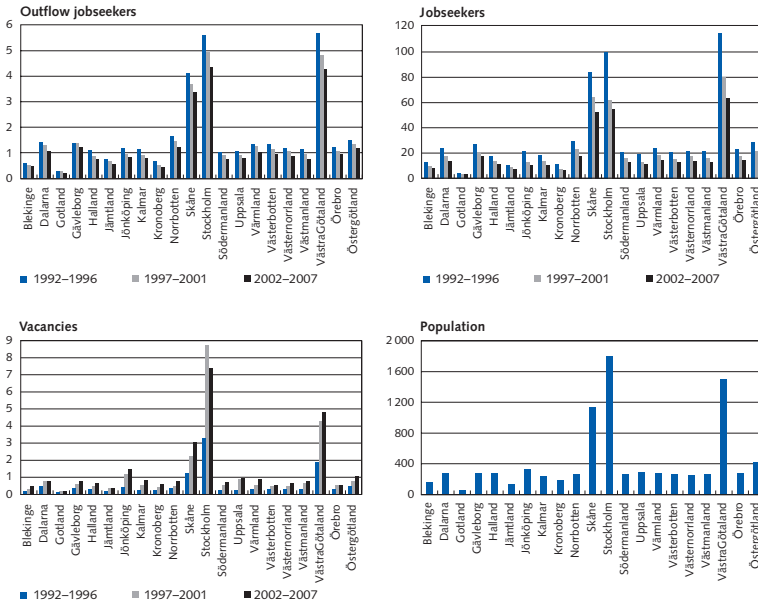 Outflow jobseekers
6
5
4
3
2
1
0
Blekinge
Dalarna
Gotland
Gävleborg
Halland
Jämtland
Jönköping
Kalmar
Kronoberg
Norrbotten
Skåne
Stockholm
Södermanland
Uppsala
Värmland
Västerbotten
Västernorrland
Västmanland
VästraGötaland
Örebro
Östergötland
1992–1996 1997–2001 2002–2007
Jobseekers
120
100
80
60
40
20
0
Blekinge
Dalarna
Gotland
Gävleborg
Halland
Jämtland
Jönköping
Kalmar
Kronoberg
Norrbotten
Skåne
Stockholm
Södermanland
Uppsala
Värmland
Västerbotten
Västernorrland
Västmanland
VästraGötaland
Örebro
Östergötland
1992–1996 1997–2001 2002–2007
Vacancies
9
8
7
6
5
4
3
2
1
0
Blekinge
Dalarna
Gotland
Gävleborg
Halland
Jämtland
Jönköping
Kalmar
Kronoberg
Norrbotten
Skåne
Stockholm
Södermanland
Uppsala
Värmland
Västerbotten
Västernorrland
Västmanland
VästraGötaland
Örebro
Östergötland
1992–1996 1997–2001 2002–2007
Population
2 000
1 600
1 200
800
400
0
Blekinge
Dalarna
Gotland
Gävleborg
Halland
Jämtland
Jönköping
Kalmar
Kronoberg
Norrbotten
Skåne
Stockholm
Södermanland
Uppsala
Värmland
Västerbotten
Västernorrland
Västmanland
VästraGötaland
Örebro
Östergötland